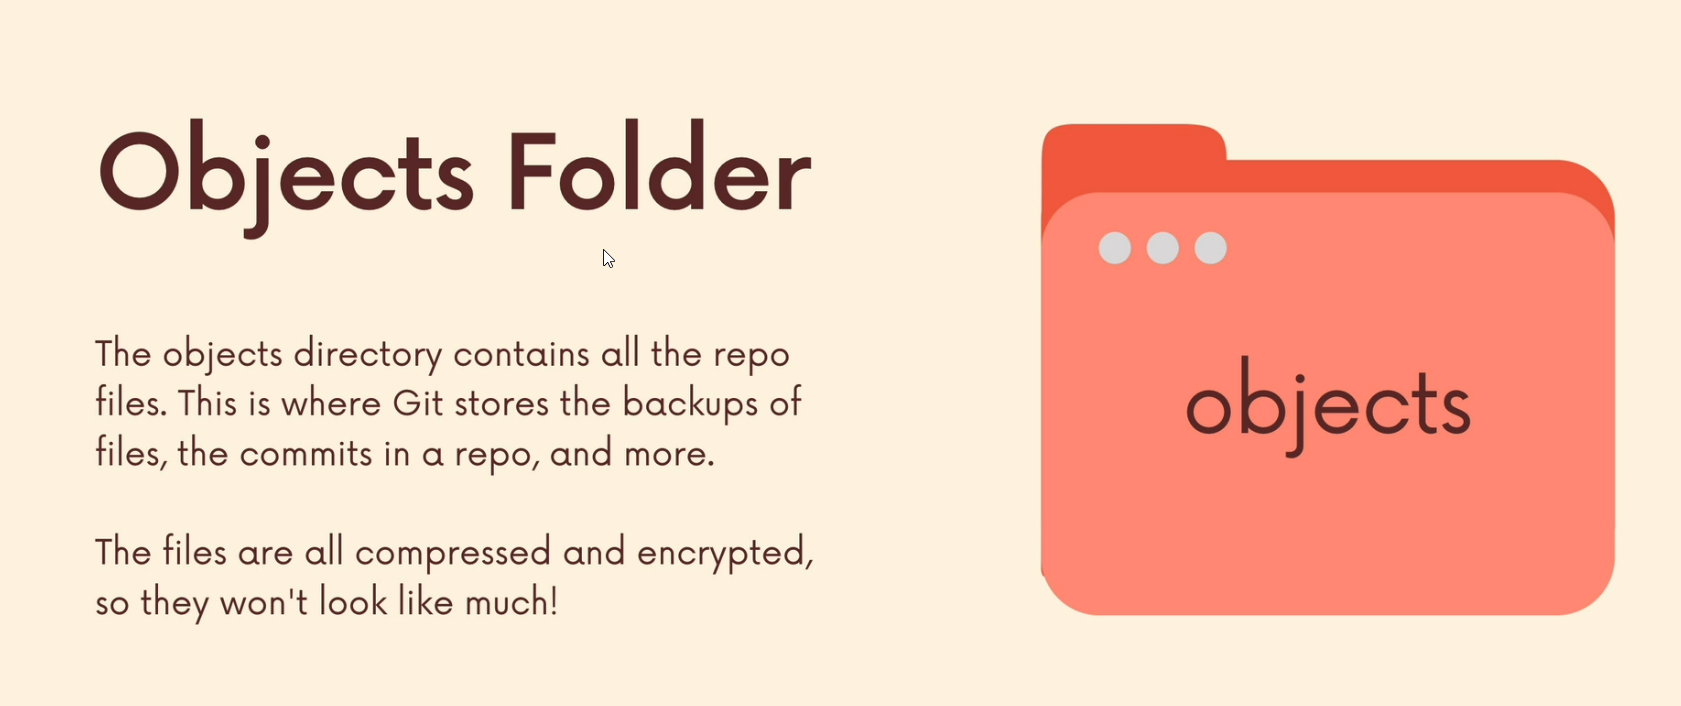 Objects Folder
The objects directory contains all the repo
files. This is where Git stores the backups of
files, the commits in a repo, and more.
The files are all compressed and encrypted,
so they won't look like much!
objects